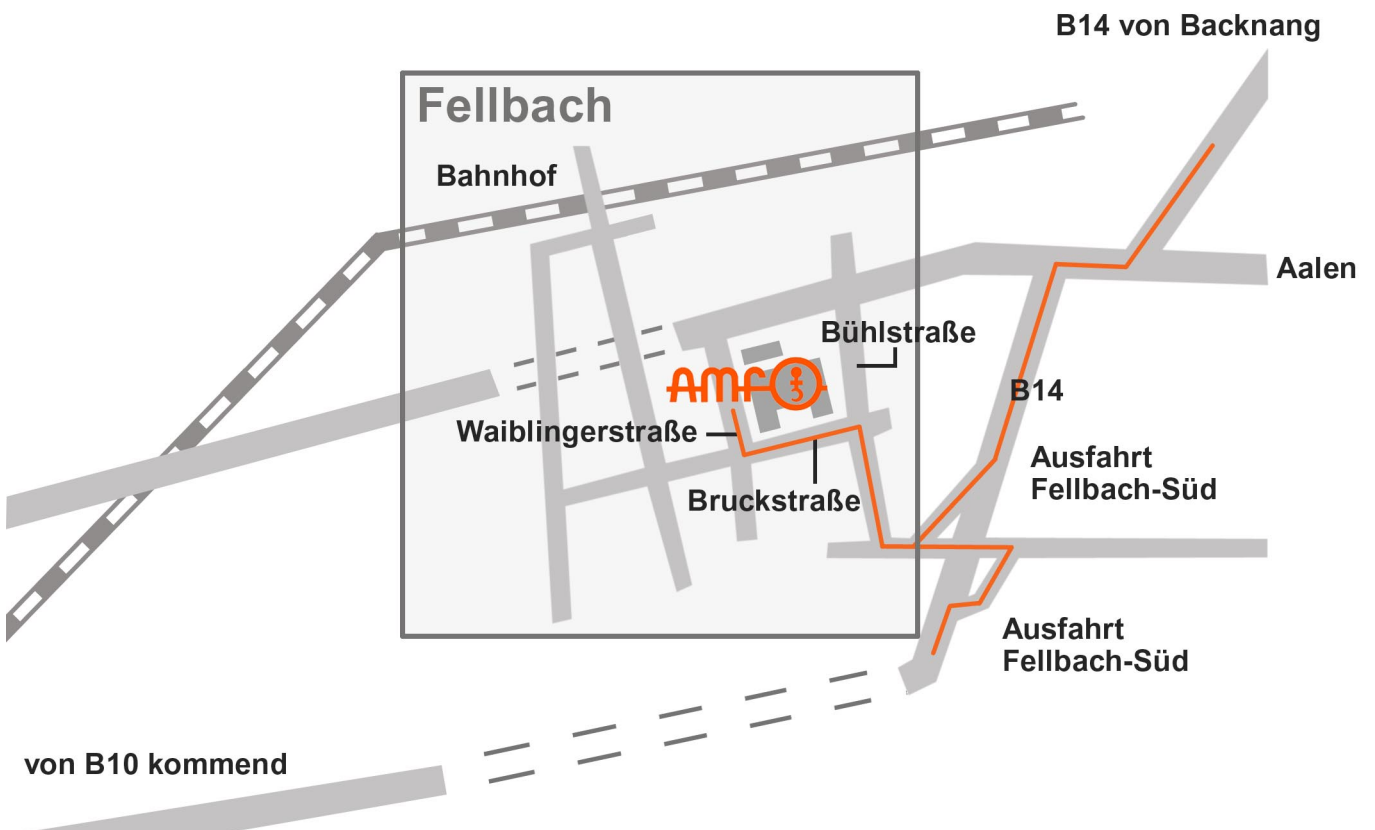 B14 von Backnang
Fellbach
Bahnhof
Aalen
Bühlstraße
AMF
B14
Waiblingerstraße
Ausfahrt
Fellbach-Süd
Bruckstraße
Ausfahrt
Fellbach-Süd
von B10 kommend